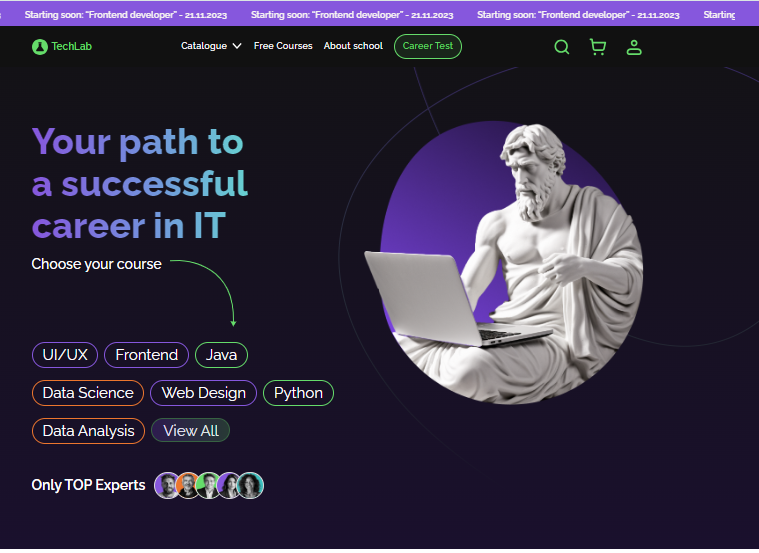 Starting soon: "Frontend developer" - 21.11.2023 Starting soon: "Frontend developer" - 21.11.2023 Starting soon: "Frontend developer" - 21.11.2023 Starting
TechLab Catalogue Free Courses About school Career Test
Your path to
a successful
career in IT
Choose your course
UI/UX Frontend Java
Data Science Web Design Python
Data Analysis View All
Only TOP Experts